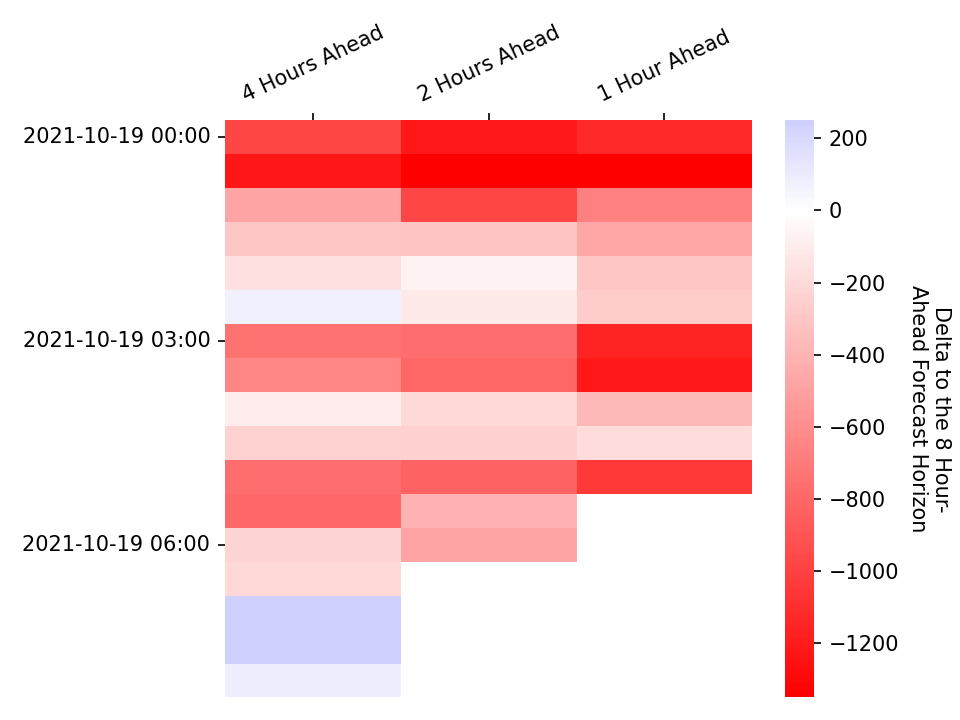 4 Hours Ahead
2 Hours Ahead
1 Hour Ahead
2021-10-19 00:00
2021-10-19 03:00
2021-10-19 06:00
200
0
−200
−400
−600
−800
−1000
−1200
Delta to the 8 Hour-
Ahead Forecast Horizon